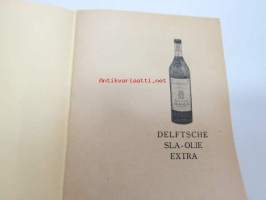 Antikvariaatti.net
DELFTSCHE
SLA-OLIE
EXTRA